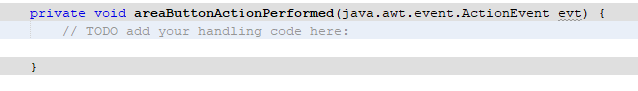 private void areaButtonActionPerformed(java.awt.event.ActionEvent evt) {
// TODO add your handling code here:
}